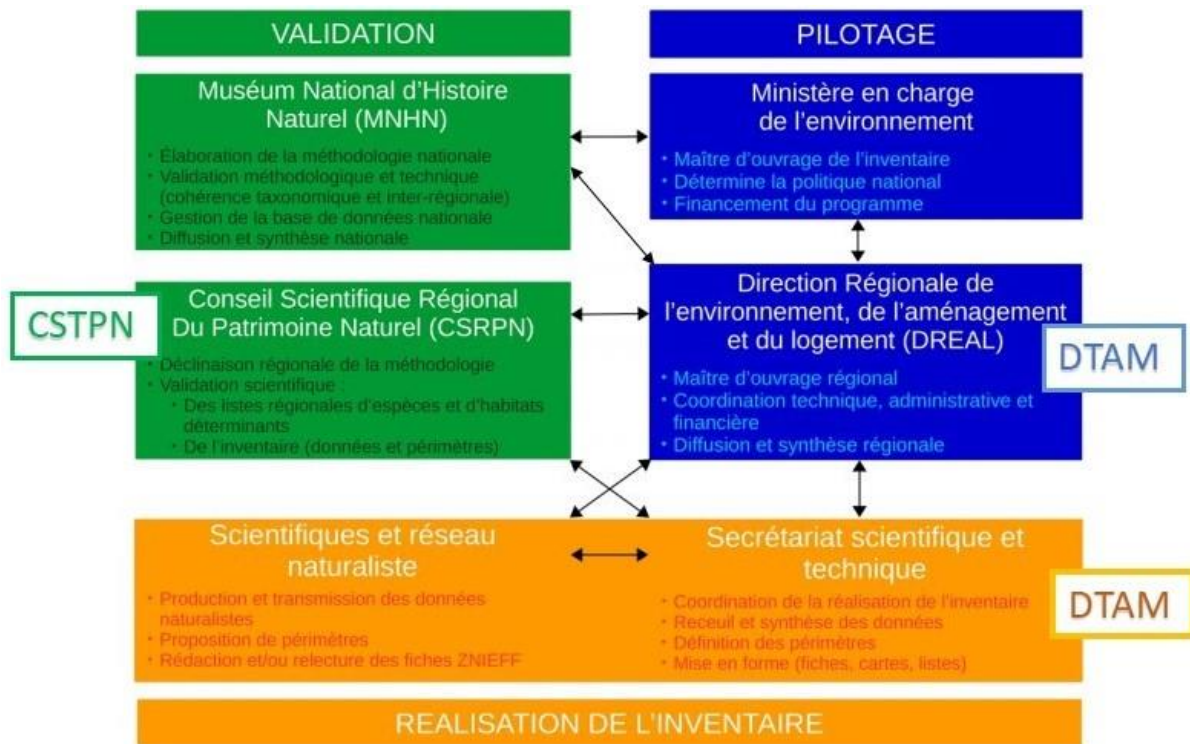 VALIDATION
Muséum National d'Histoire
Naturel (MNHN)
• Élaboration de la méthodologie nationale
• Validation méthodologique et technique
(cohérence taxonomique et inter-régionale)
• Gestion de la base de données nationale
• Diffusion et synthèse nationale
PILOTAGE
Ministère en charge
de l'environnement
• Maître d'ouvrage de l'inventaire
• Détermine la politique national
• Financement du programme
CSTPN
Conseil Scientifique Régional
Du Patrimoine Naturel (CSRPN)
• Déclinaison régionale de la méthodologie
• Validation scientifique :
• Des listes régionales d'espèces et d'habitats
déterminants
• De l'inventaire (données et périmètres)
Direction Régionale de
l'environnement, de l'aménagement
et du logement (DREAL)
DTAM
• Maître d'ouvrage régional
• Coordination technique, administrative et
financière
• Diffusion et synthèse régionale
Scientifiques et réseau
naturaliste
• Production et transmission des données
naturalistes
• Proposition de périmètres
• Rédaction et/ou relecture des fiches ZNIEFF
Secrétariat scientifique et
technique
DTAM
• Coordination de la réalisation de l'inventaire
• Receuil et synthèse des données
• Définition des périmètres
• Mise en forme (fiches, cartes, listes)
REALISATION DE L'INVENTAIRE